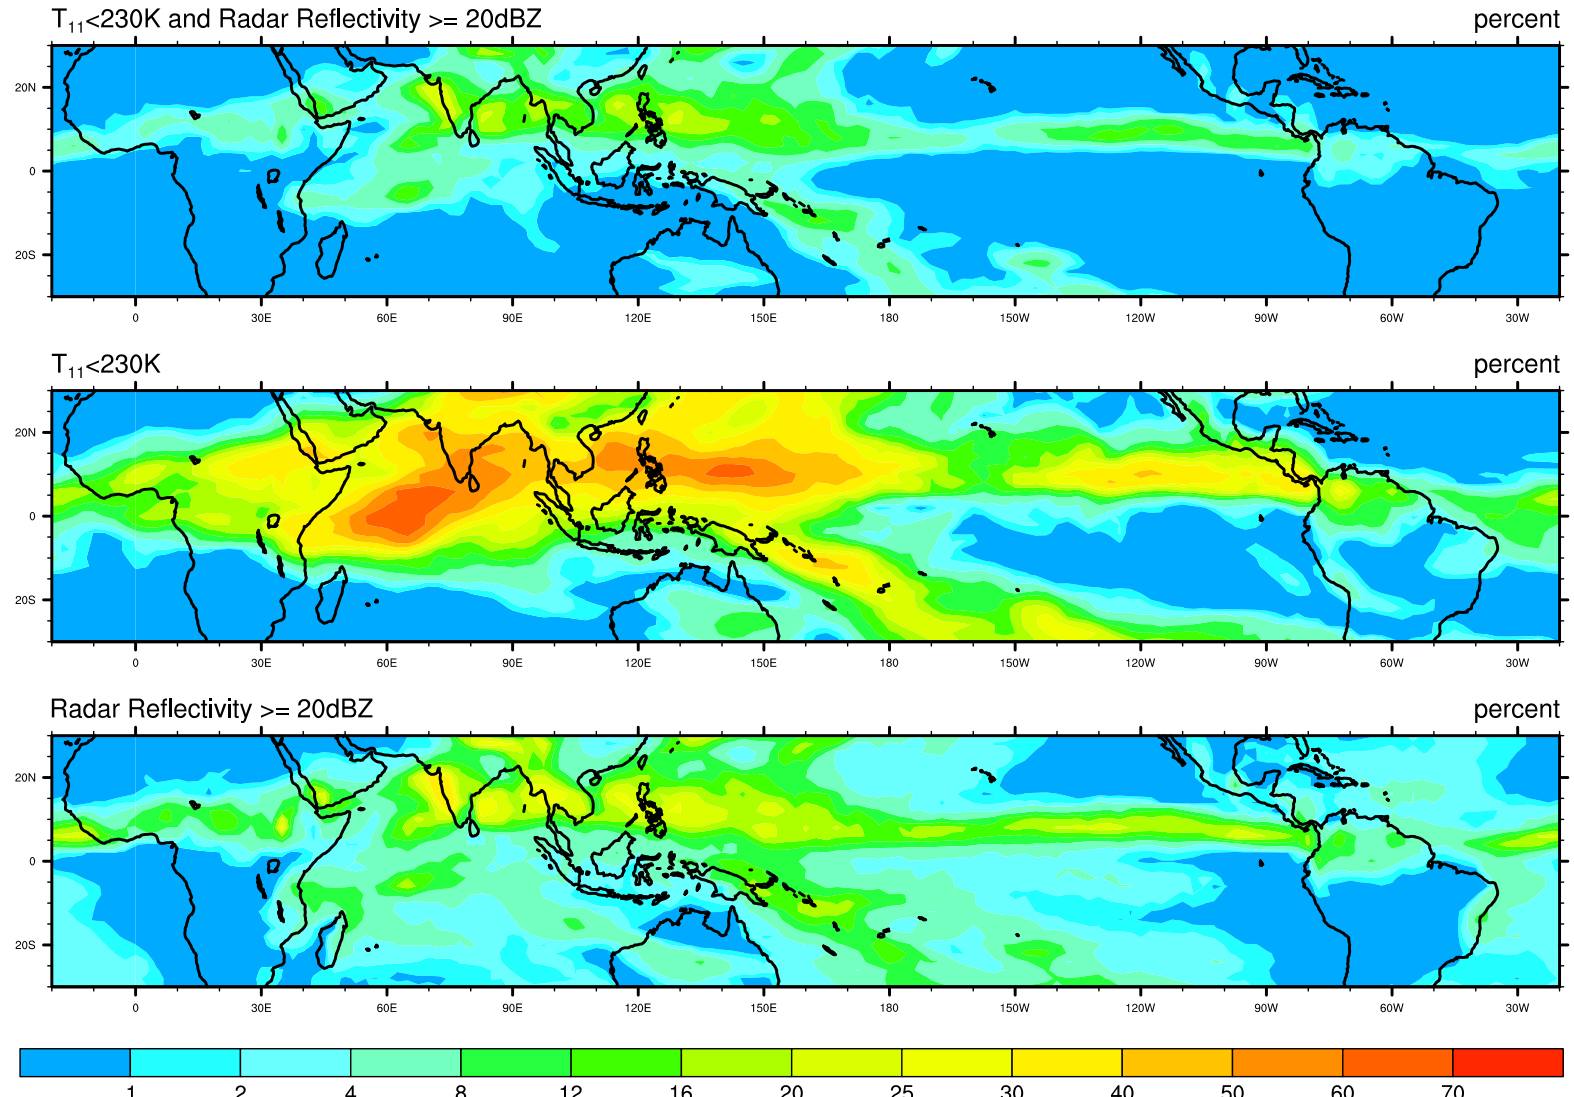 T₁₁<230K and Radar Reflectivity >= 20dBZ percent
20N
0
20S
0 30E 60E 90E 120E 150E 180 150W 120W 90W 60W 30W
T₁₁<230K percent
20N
0
20S
0 30E 60E 90E 120E 150E 180 150W 120W 90W 60W 30W
Radar Reflectivity >= 20dBZ percent
20N
0
20S
0 30E 60E 90E 120E 150E 180 150W 120W 90W 60W 30W
1 2 4 8 12 16 20 25 30 40 50 60 70